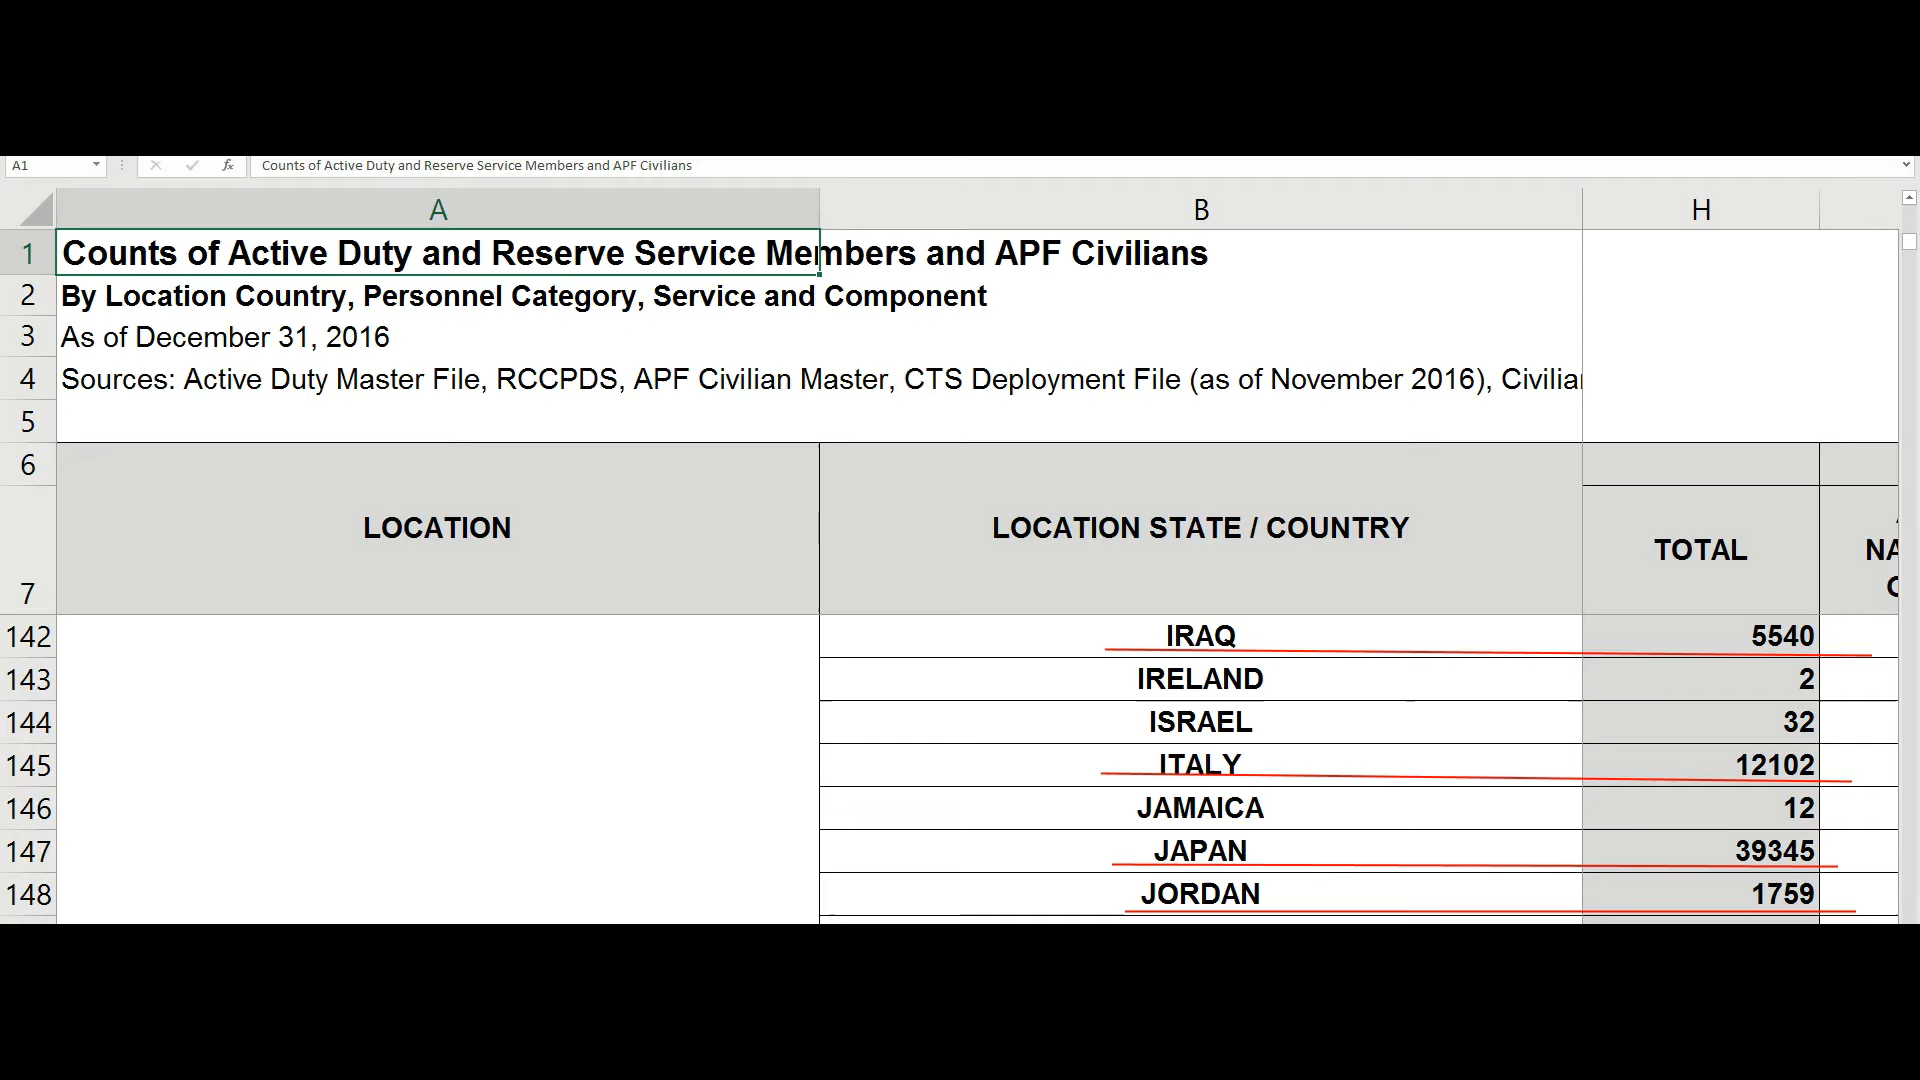 A1
fx
Counts of Active Duty and Reserve Service Members and APF Civilians
A B H
1 Counts of Active Duty and Reserve Service Members and APF Civilians
2 By Location Country, Personnel Category, Service and Component
3 As of December 31, 2016
4 Sources: Active Duty Master File, RCCPDS, APF Civilian Master, CTS Deployment File (as of November 2016), Civilian
5
6
LOCATION LOCATION STATE / COUNTRY TOTAL NA
7
142 IRAQ 5540
143 IRELAND 2
144 ISRAEL 32
145 ITALY 12102
146 JAMAICA 12
147 JAPAN 39345
148 JORDAN 1759